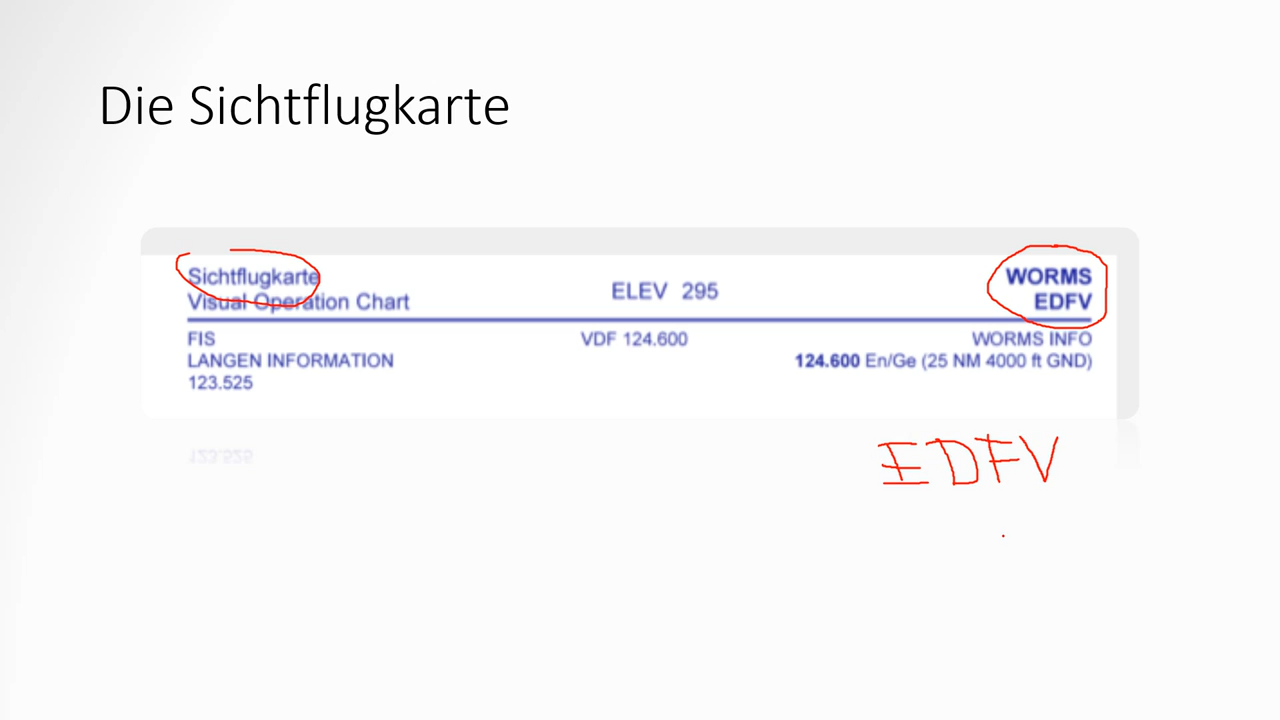 Die Sichtflugkarte
Sichtflugkarte
Visual Operation Chart
ELEV 295
WORMS
EDFV
FIS
LANGEN INFORMATION
123.525
VDF 124.600
WORMS INFO
124.600 En/Ge (25 NM 4000 ft GND)
EDFV